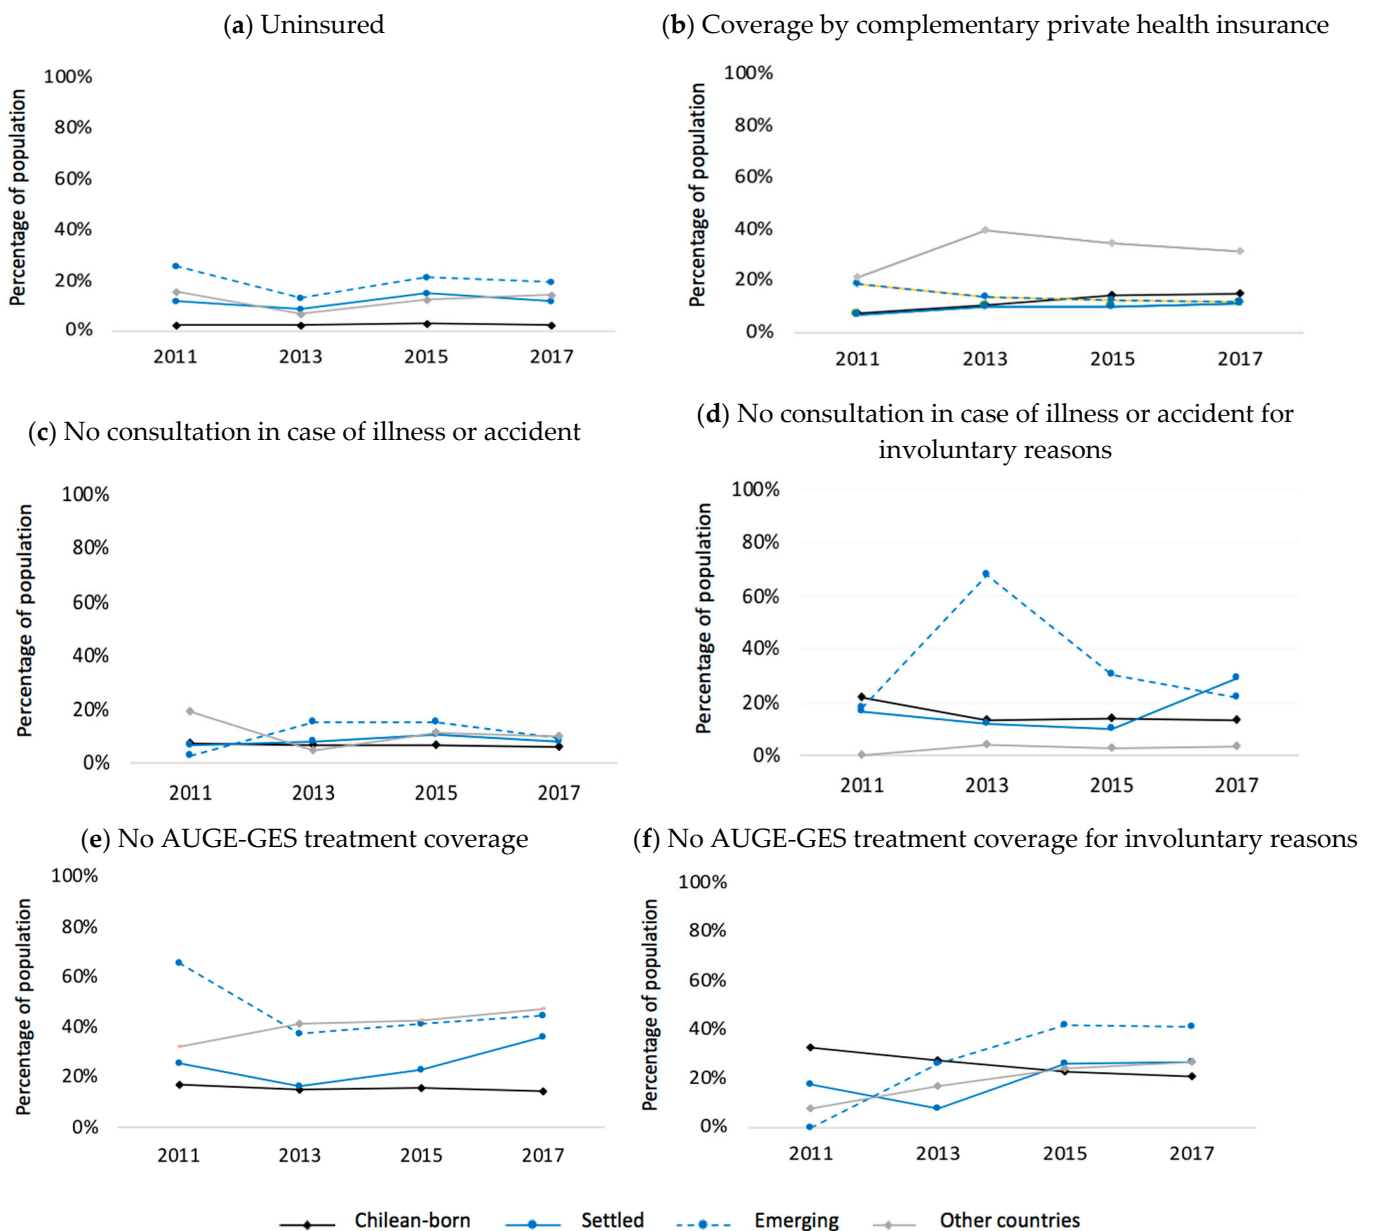 (a) Uninsured
(b) Coverage by complementary private health insurance
Percentage of population
100%
80%
60%
40%
20%
0%
2011 2013 2015 2017
Percentage of population
100%
80%
60%
40%
20%
0%
2011 2013 2015 2017
(c) No consultation in case of illness or accident
(d) No consultation in case of illness or accident for
involuntary reasons
Percentage of population
100%
80%
60%
40%
20%
0%
2011 2013 2015 2017
Percentage of population
100%
80%
60%
40%
20%
0%
2011 2013 2015 2017
(e) No AUGE-GES treatment coverage
(f) No AUGE-GES treatment coverage for involuntary reasons
Percentage of population
100%
80%
60%
40%
20%
0%
2011 2013 2015 2017
Percentage of population
100%
80%
60%
40%
20%
0%
2011 2013 2015 2017
Chilean-born Settled Emerging Other countries